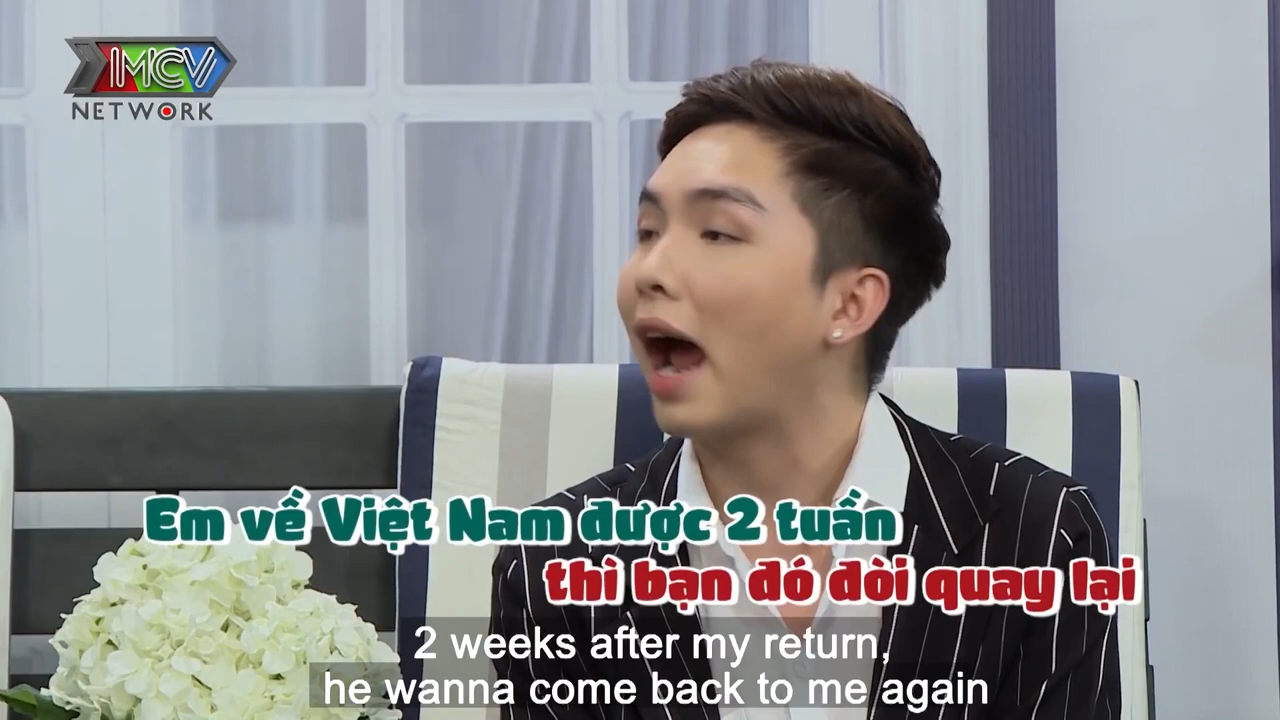 MCV
NETWORK
Em về Việt Nam được 2 tuần
thì bạn đó đòi quay lại
2 weeks after my return,
he wanna come back to me again